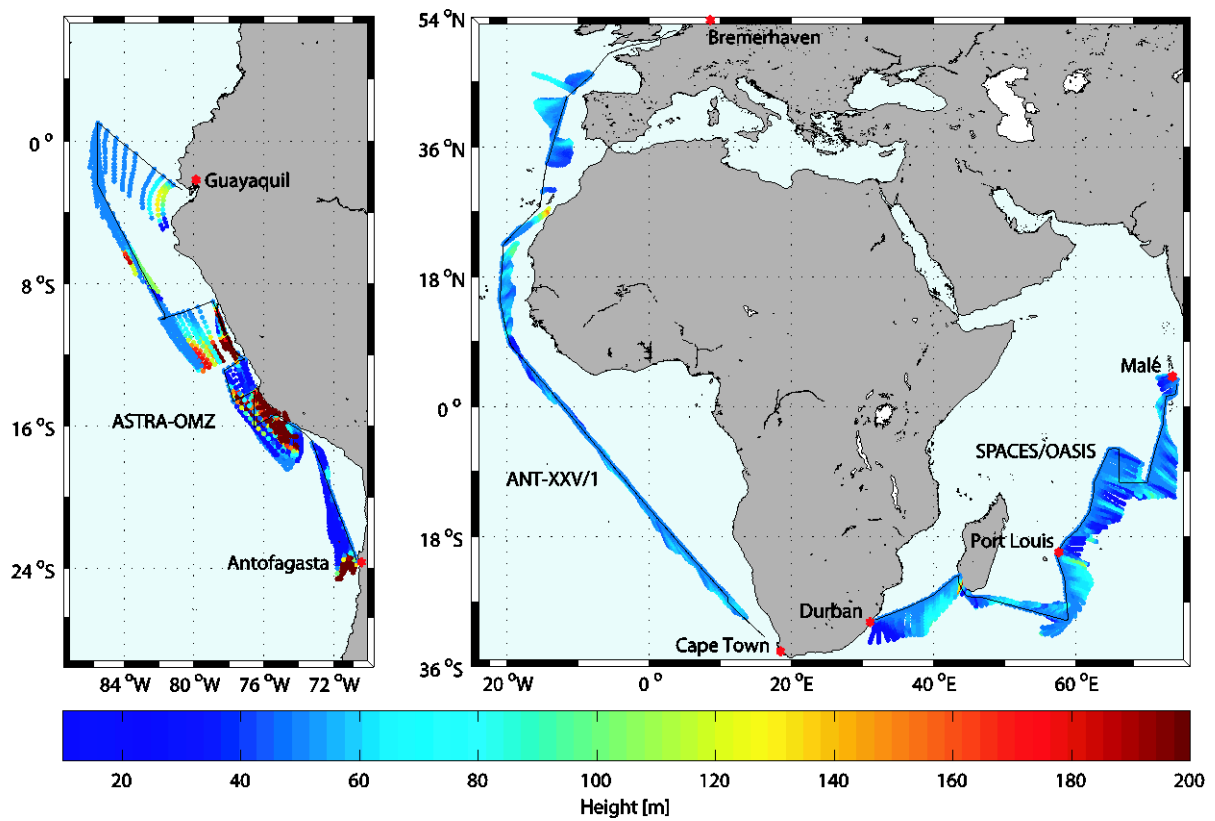 54 °N
Bremerhaven
0 °
36 °N
Guayaquil
8 °S
18 °N
Malé
0 °
ASTRA-OMZ
16 °S
SPACES/OASIS
ANT-XXV/1
18 °S
Port Louis
Antofagasta
24 °S
Durban
Cape Town
36 °S
84 °W 80 °W 76 °W 72 °W
20 °W 0 ° 20 °E 40 °E 60 °E
20 40 60 80 100 120 140 160 180 200
Height [m]